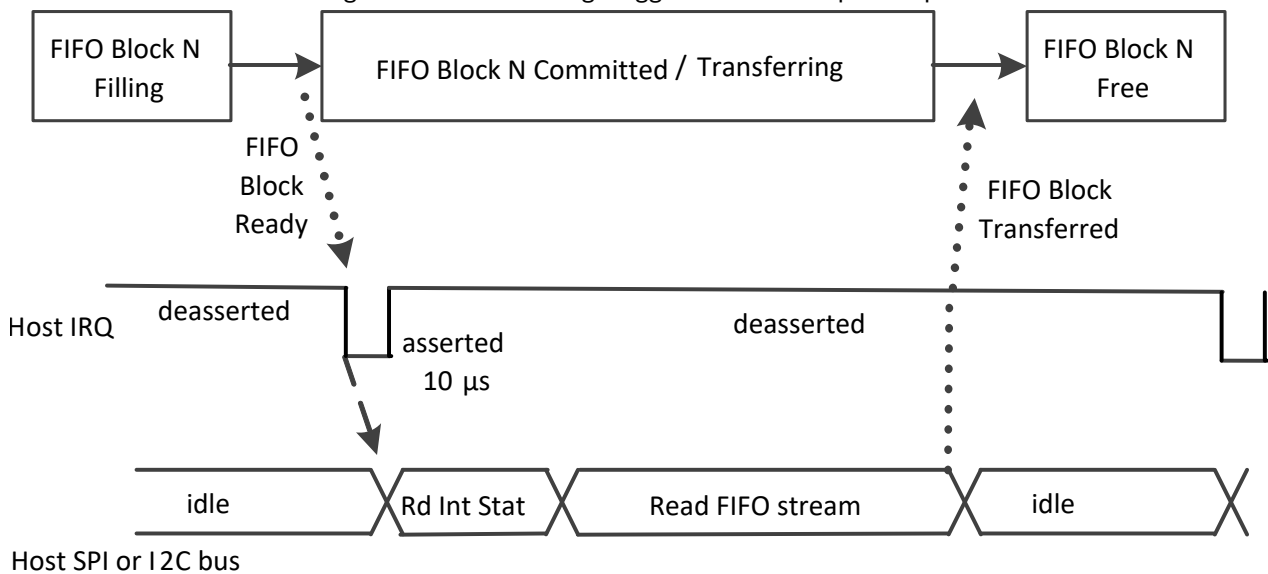 FIFO Block N
Filling
FIFO Block N Committed / Transferring
FIFO Block N
Free
FIFO
Block
Ready
FIFO Block
Transferred
Host IRQ
deasserted
asserted
10 µs
deasserted
idle
Rd Int Stat
Read FIFO stream
idle
Host SPI or I2C bus